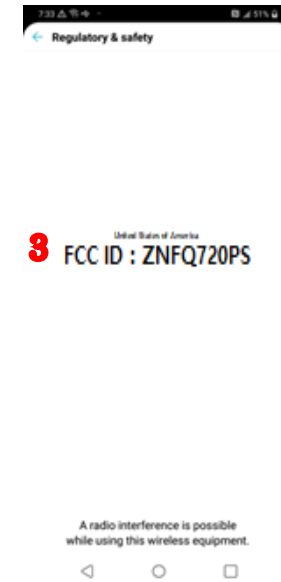 7:33 51%
Regulatory & safety
United States of America
3 FCC ID : ZNFQ720PS
A radio interference is possible
while using this wireless equipment.